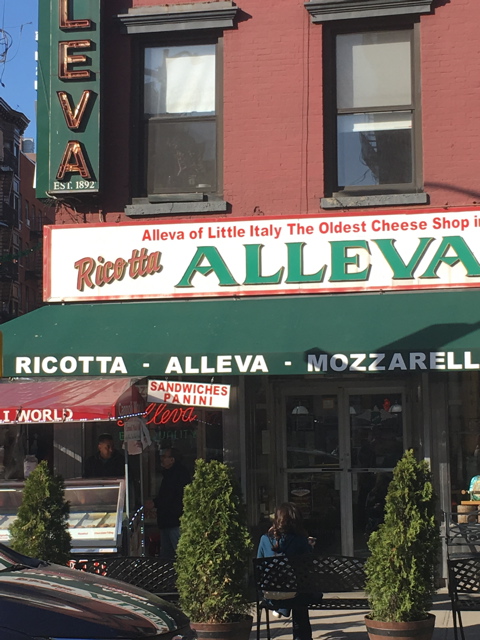 LEVA
EST. 1892
Alleva of Little Italy The Oldest Cheese Shop in
Ricotta ALLEVA
RICOTTA - ALLEVA - MOZZARELL
SANDWICHES
PANINI
I WORLD
Alleva